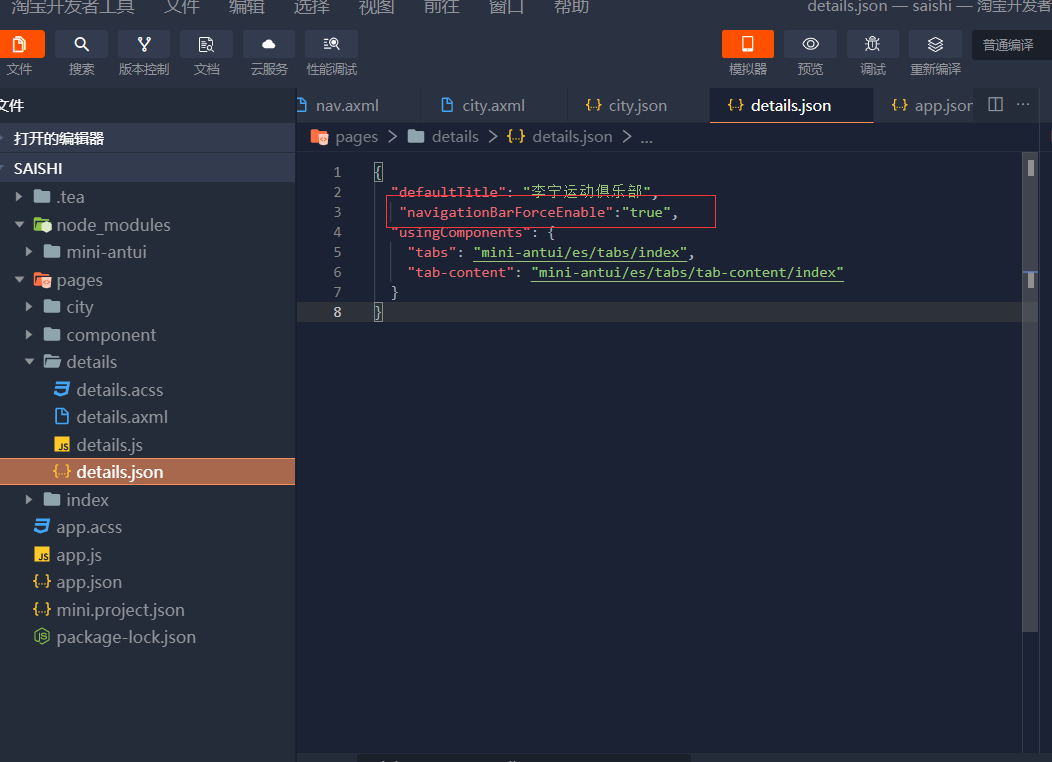 淘宝开发者工具 文件 编辑 选择 视图 前往 窗口 帮助 details.json — saishi — 淘宝开发者
文件 搜索 版本控制 文档 云服务 性能调试 模拟器 预览 调试 重新编译 普通编译
文件
nav.axml city.axml city.json details.json app.json
打开的编辑器
pages > details > {..} details.json > ...
SAISHI
.tea
node_modules
mini-antui
pages
city
component
details
details.acss
details.axml
JS details.js
{..} details.json
index
app.acss
JS app.js
{..} app.json
{..} mini.project.json
package-lock.json
1 {
2 "defaultTitle": "李宁运动俱乐部",
3 "navigationBarForceEnable":"true",
4 "usingComponents": {
5 "tabs": "mini-antui/es/tabs/index",
6 "tab-content": "mini-antui/es/tabs/tab-content/index"
7 }
8 }